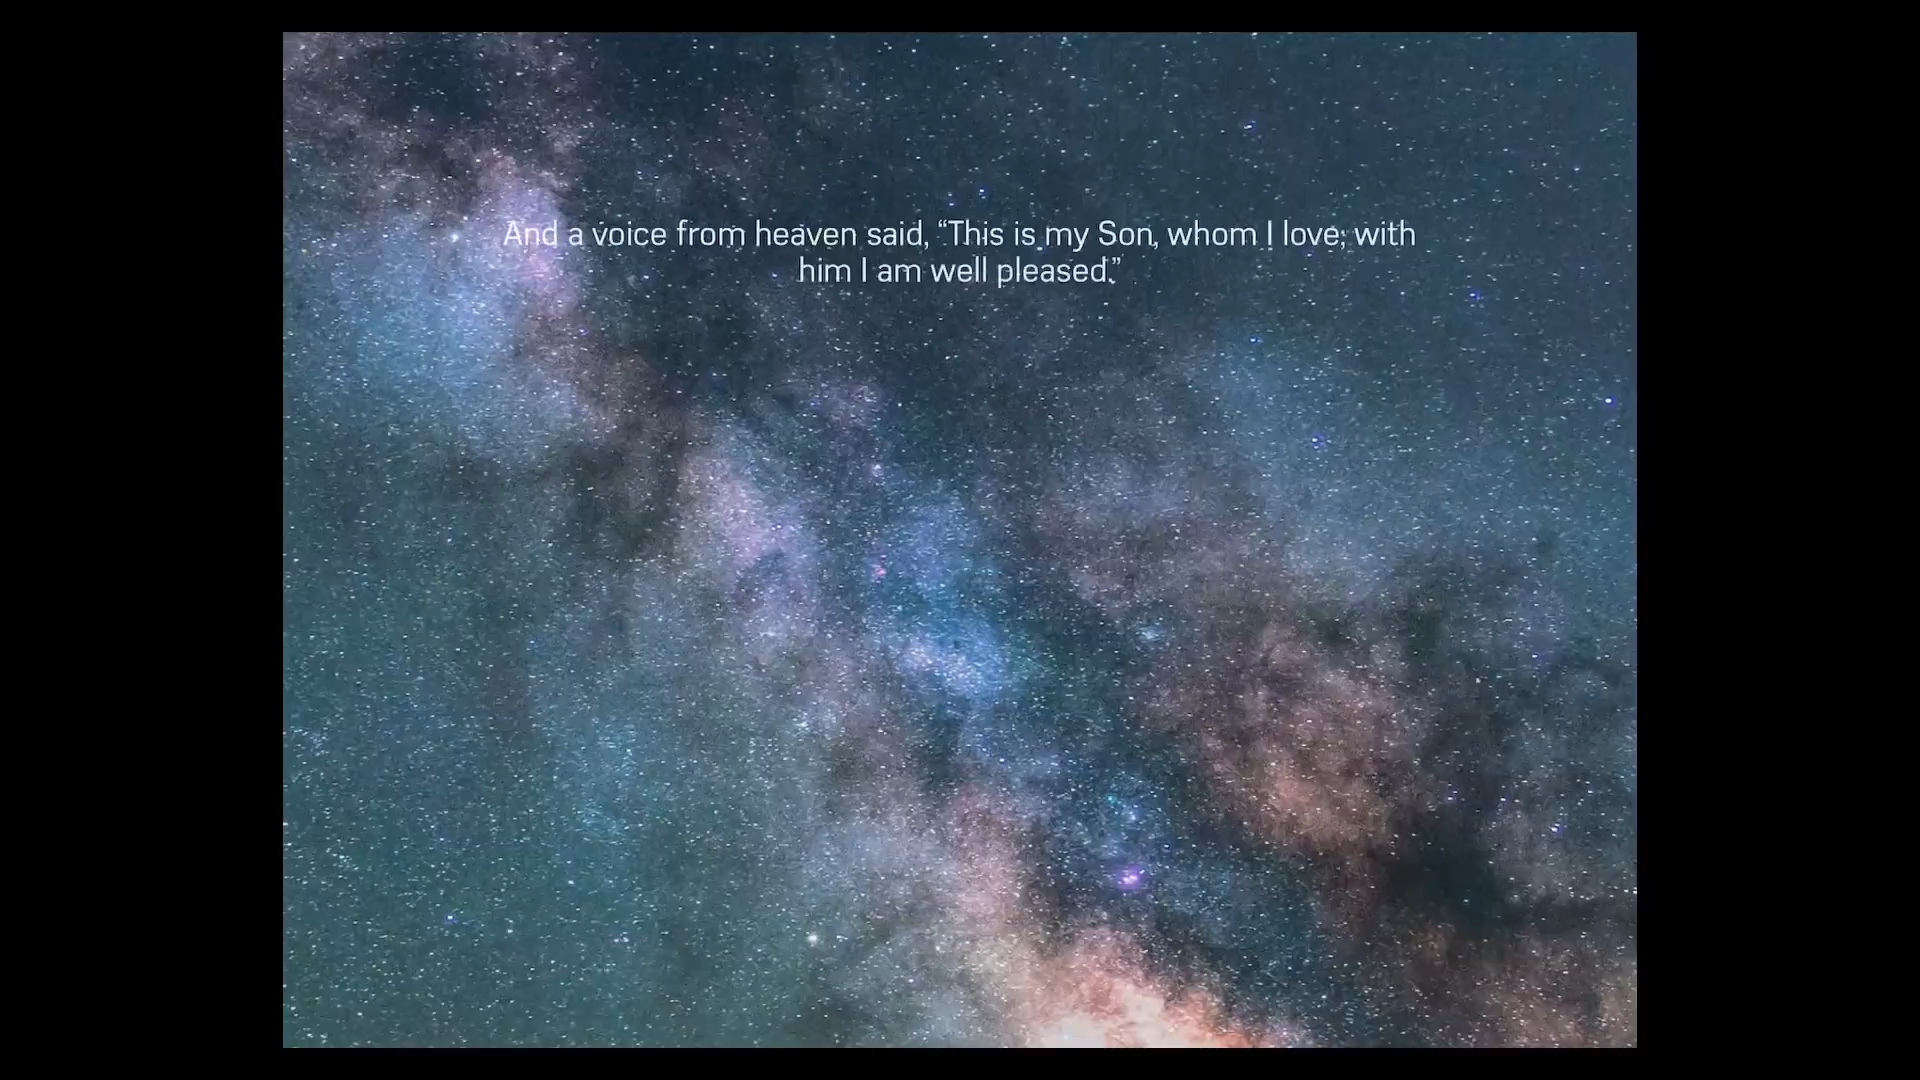 And a voice from heaven said, “This is my Son, whom I love; with
him I am well pleased.”